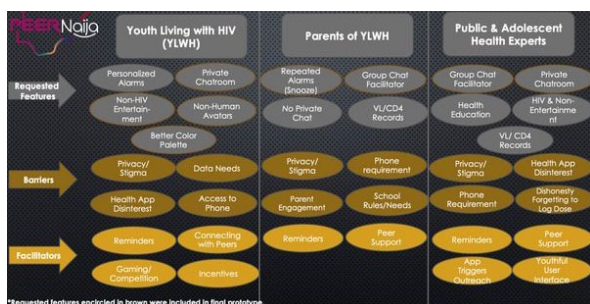 PEERNaija
Youth Living with HIV
(YLWH)
Parents of YLWH
Public & Adolescent
Health Experts
Requested
Features
Personalized
Alarms
Private
Chatroom
Non-HIV
Entertain-
ment
Non-Human
Avatars
Better Color
Palette
Repeated
Alarms
(Snooze)
Group Chat
Facilitator
No Private
Chat
VL/CD4
Records
Group Chat
Facilitator
Private
Chatroom
Health
Education
HIV & Non-
Entertainme
nt
VL/ CD4
Records
Barriers
Privacy/
Stigma
Data Needs
Health App
Disinterest
Access to
Phone
Privacy/
Stigma
Phone
requirement
Parent
Engagement
School
Rules/Needs
Privacy/
Stigma
Health App
Disinterest
Phone
Requirement
Dishonesty
Forgetting to
Log Dose
Facilitators
Reminders
Connecting
with Peers
Gaming/
Competition
Incentives
Reminders
Peer
Support
Reminders
Peer
Support
App
Triggers
Outreach
Youthful
User
Interface
*Requested features encircled in brown were included in final prototype